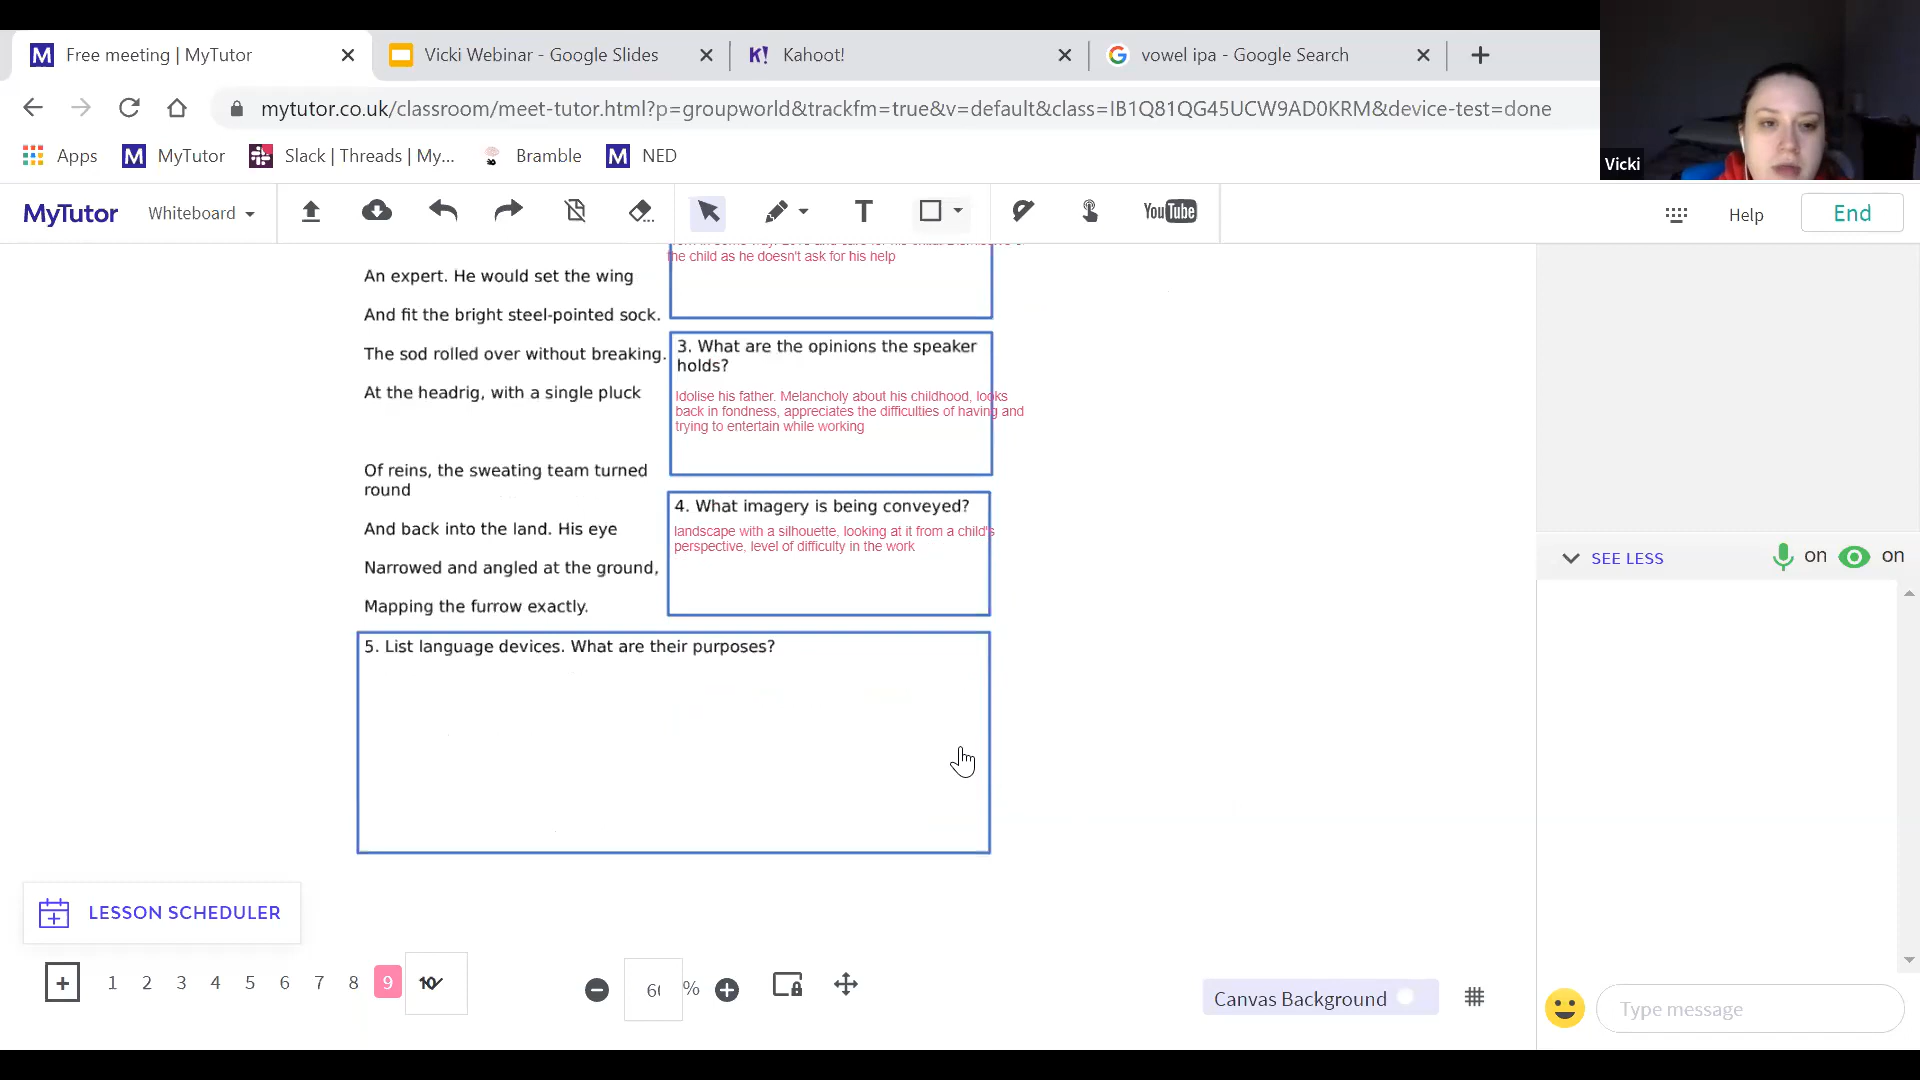 Free meeting | MyTutor
Vicki Webinar - Google Slides
K! Kahoot!
vowel ipa - Google Search
mytutor.co.uk/classroom/meet-tutor.html?p=groupworld&trackfm=true&v=default&class=IB1Q81QG45UCW9AD0KRM&device-test=done
Apps
M MyTutor
Slack | Threads | My...
Bramble
M NED
Vicki
MyTutor
Whiteboard
T
YouTube
Help
End
the child as he doesn't ask for his help
An expert. He would set the wing
And fit the bright steel-pointed sock.
The sod rolled over without breaking.
At the headrig, with a single pluck
Of reins, the sweating team turned
round
And back into the land. His eye
Narrowed and angled at the ground,
Mapping the furrow exactly.
3. What are the opinions the speaker
holds?
Idolise his father. Melancholy about his childhood, looks
back in fondness, appreciates the difficulties of having and
trying to entertain while working
4. What imagery is being conveyed?
landscape with a silhouette, looking at it from a child's
perspective, level of difficulty in the work
5. List language devices. What are their purposes?
SEE LESS
on
on
LESSON SCHEDULER
1 2 3 4 5 6 7 8 9 10
%
Canvas Background
Type message